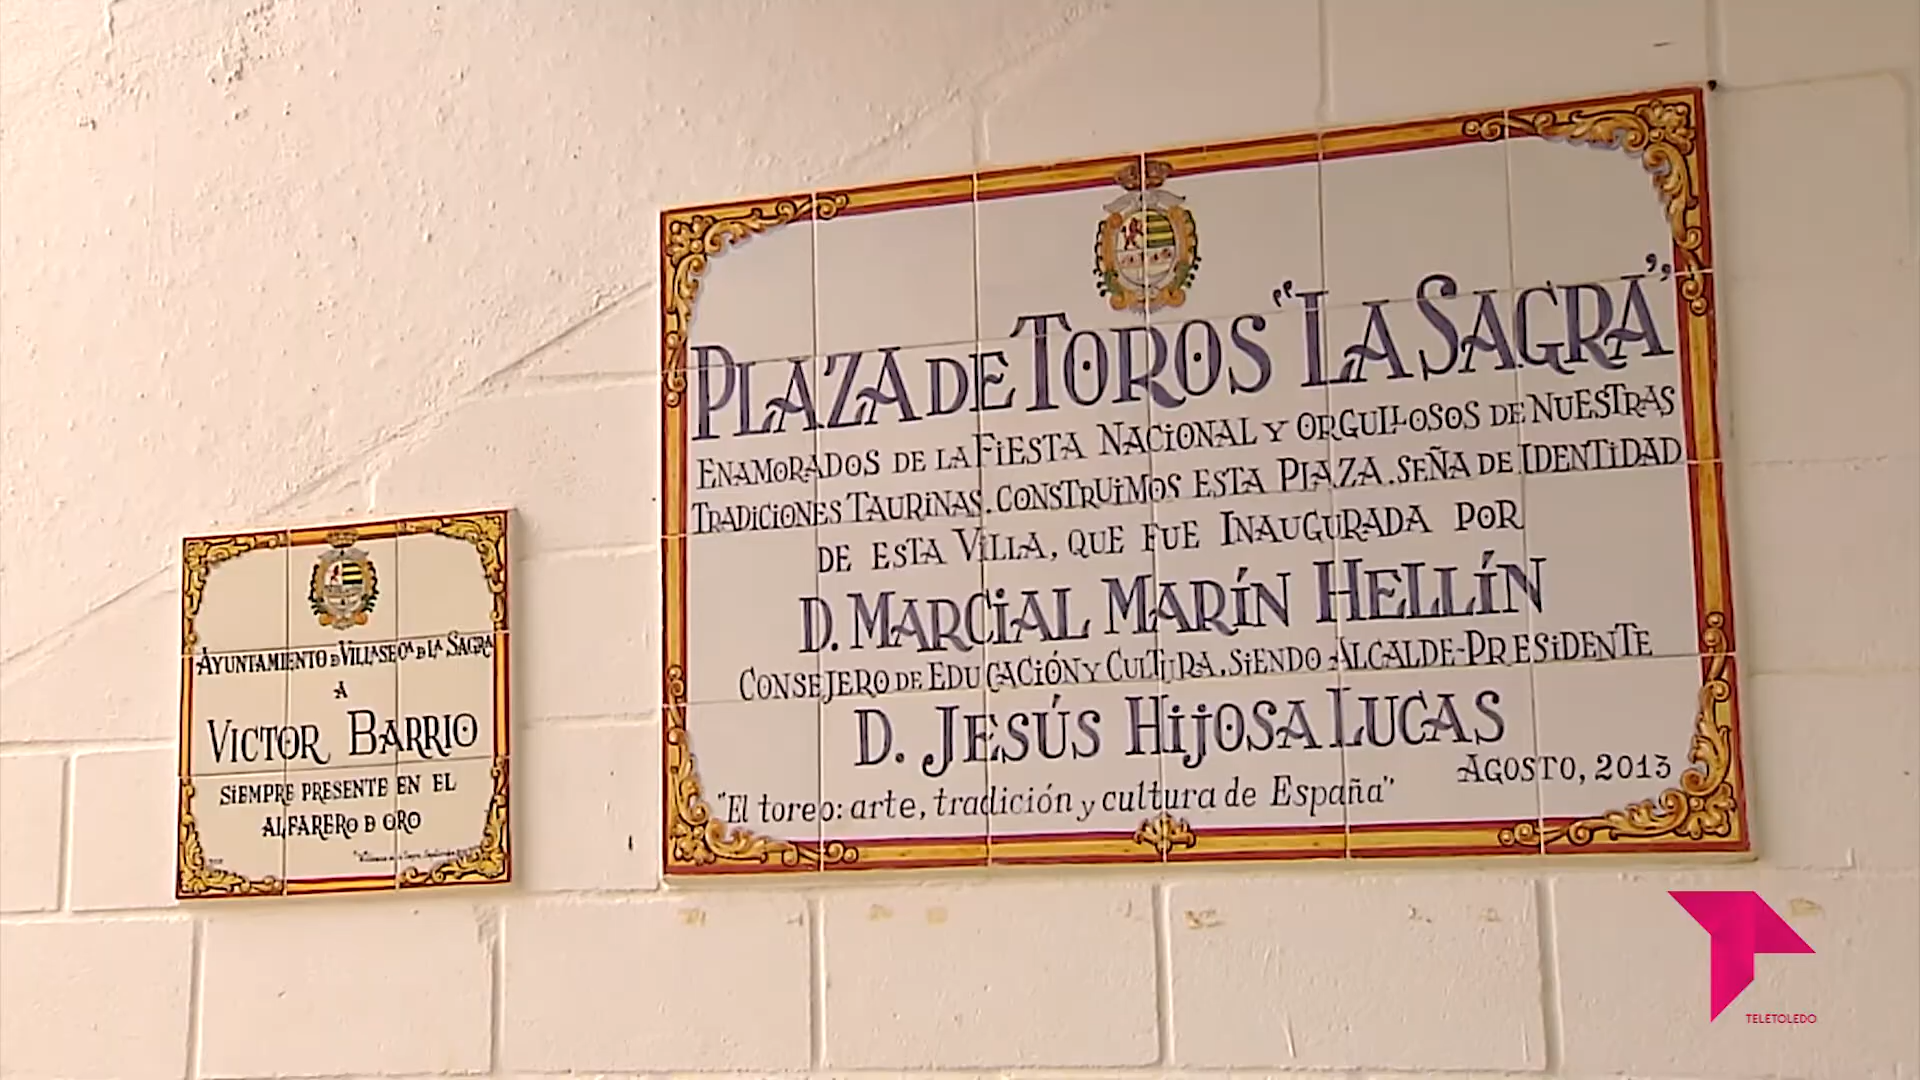 AYUNTAMIENTO D VILLASECA D LA SAGRA
A
VICTOR BARRIO
SIEMPRE PRESENTE EN EL
ALFARERO D ORO
PLAZA DE TOROS "LA SAGRA"
ENAMORADOS DE LA FIESTA NACIONAL Y ORGULLOSOS DE NUESTRAS
TRADICIONES TAURINAS. CONSTRUIMOS ESTA PLAZA. SEÑA DE IDENTIDAD
DE ESTA VILLA, QUE FUE INAUGURADA POR
D. MARCIAL MARÍN HELLÍN
CONSEJERO DE EDUCACIÓN Y CULTURA. SIENDO ALCALDE-PRESIDENTE
D. JESÚS HIJOSA LUCAS
AGOSTO, 2013
"El toreo: arte, tradición y cultura de España"
TELETOLEDO